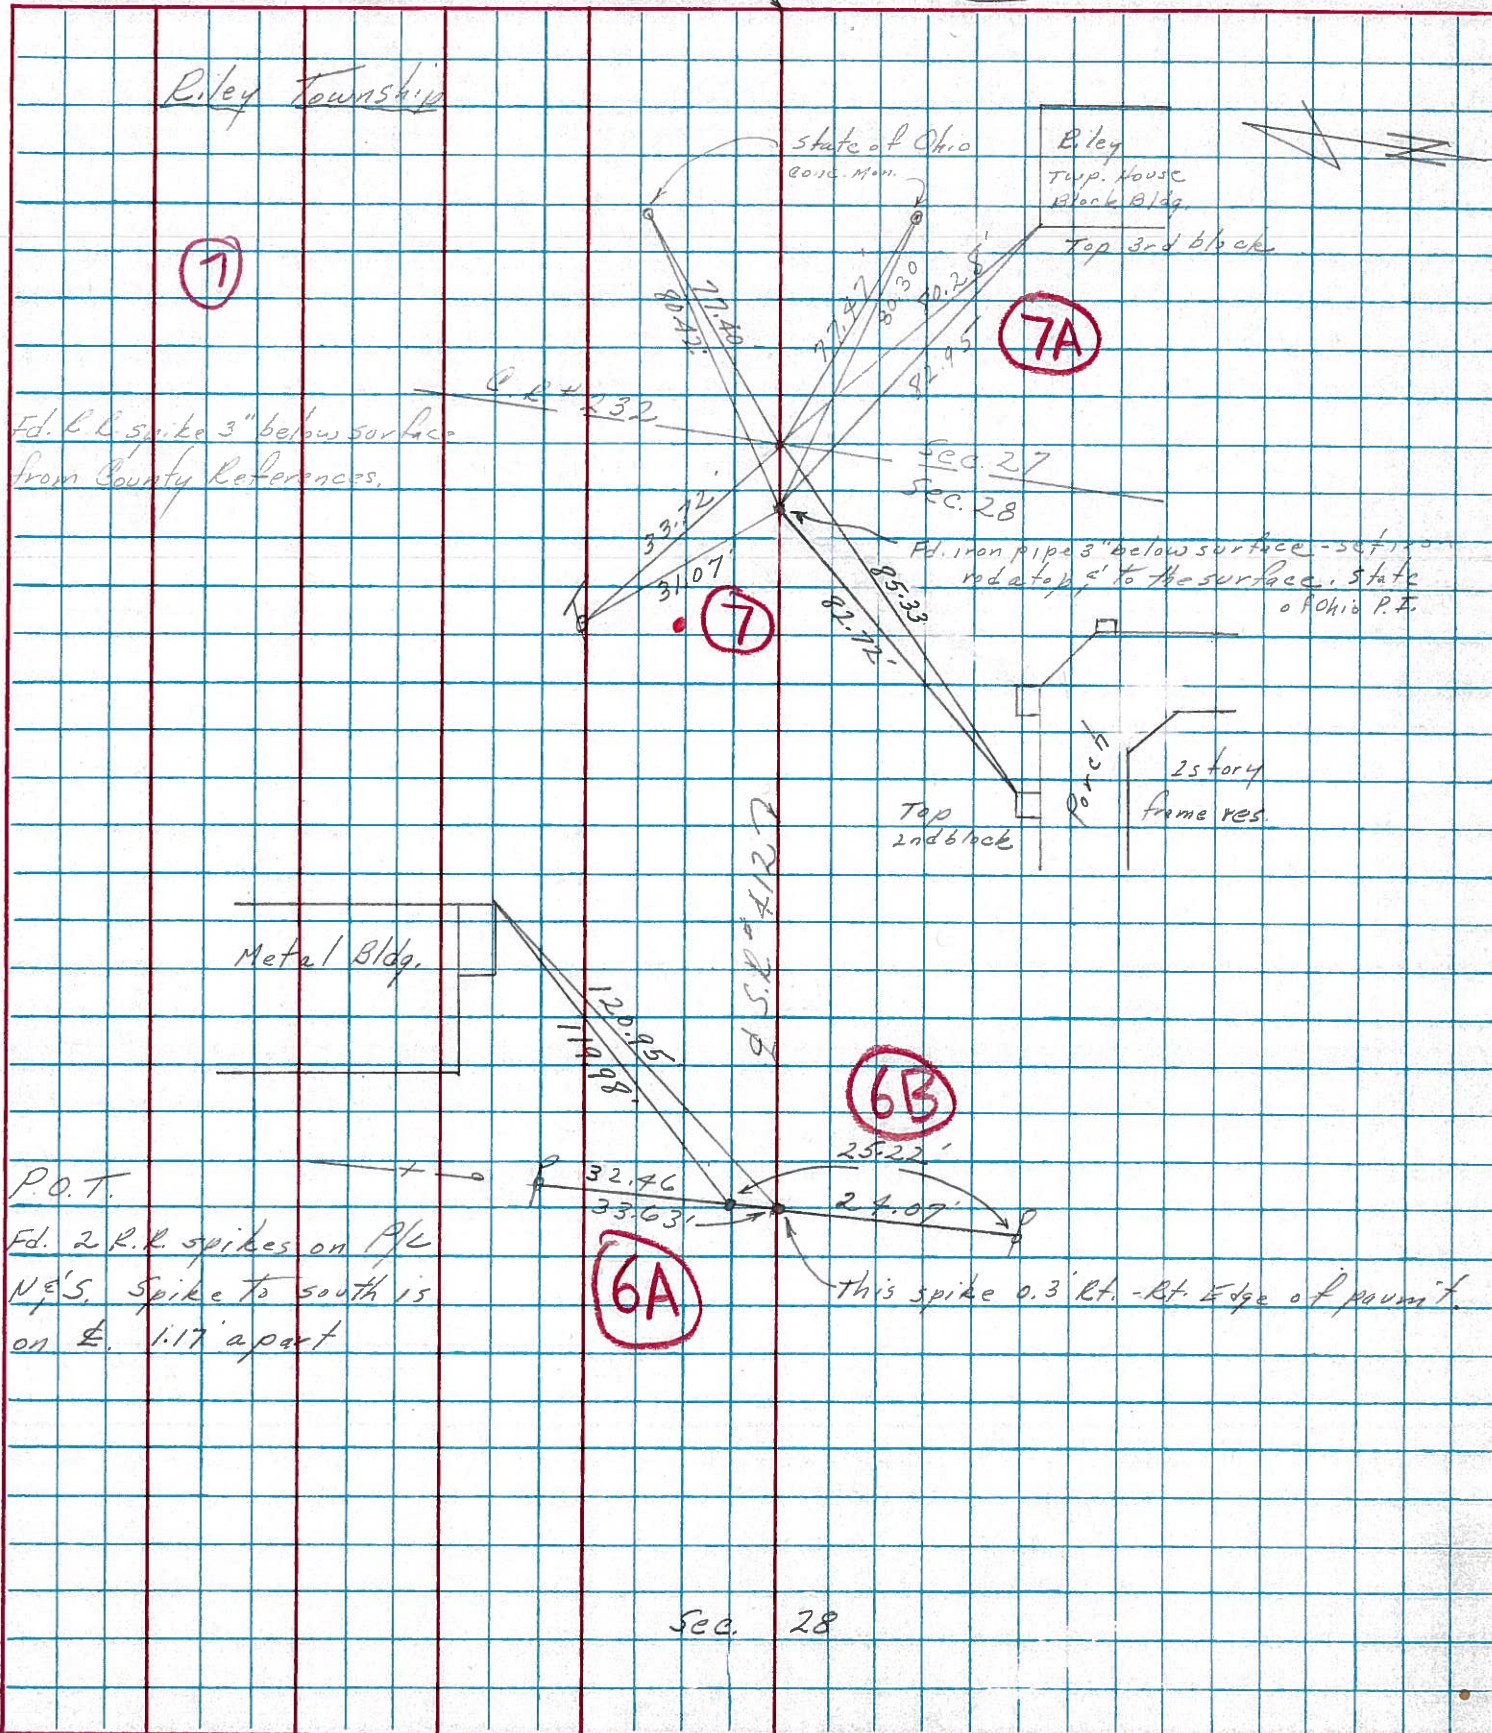 Riley Township
State of Ohio
Conc. Mon.
Riley
Twp. House
Block Bldg.
Top 3rd block
N
7
7A
77.40
80.42'
77.47'
80.30
80.28'
82.95'
C.R # 232
Fd. R.R. spike 3" below surface
from County References.
Sec. 27
Sec. 28
33.72'
31.07'
7
Fd. iron pipe 3" below surface - set iron
rod atop &' to the surface. State
of Ohio P.I.
85.33
82.72'
Porch
2 story
frame res.
Top
2nd block
℄ S.R. # 412
Metal Bldg.
120.95'
119.98'
6B
25.22'
P.O.T.
32.46
33.63'
24.07'
Fd. 2 R.R. spikes on P/L
N&'S. Spike to south is
on ℄. 1.17' apart
6A
This spike 0.3' Rt. - Rt. Edge of pavm't.
Sec. 28